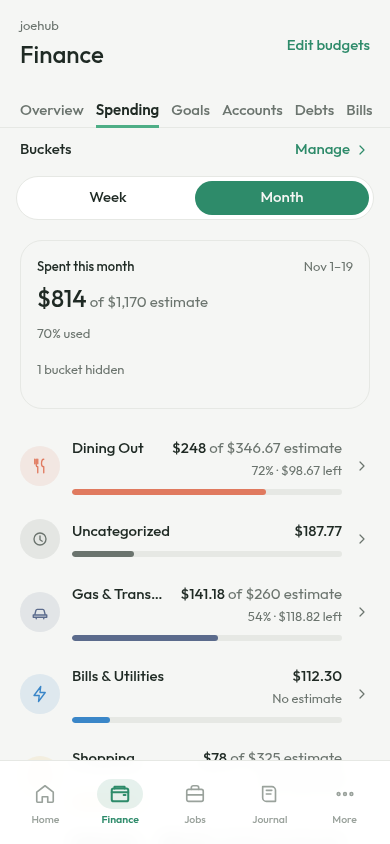 joehub
Finance
Edit budgets
Overview Spending Goals Accounts Debts Bills
Buckets
Manage
Week Month
Spent this month Nov 1–19
$814 of $1,170 estimate
70% used
1 bucket hidden
Dining Out $248 of $346.67 estimate
72% · $98.67 left
Uncategorized $187.77
Gas & Trans... $141.18 of $260 estimate
54% · $118.82 left
Bills & Utilities $112.30
No estimate
Shopping $78 of $325 estimate
Home Finance Jobs Journal More